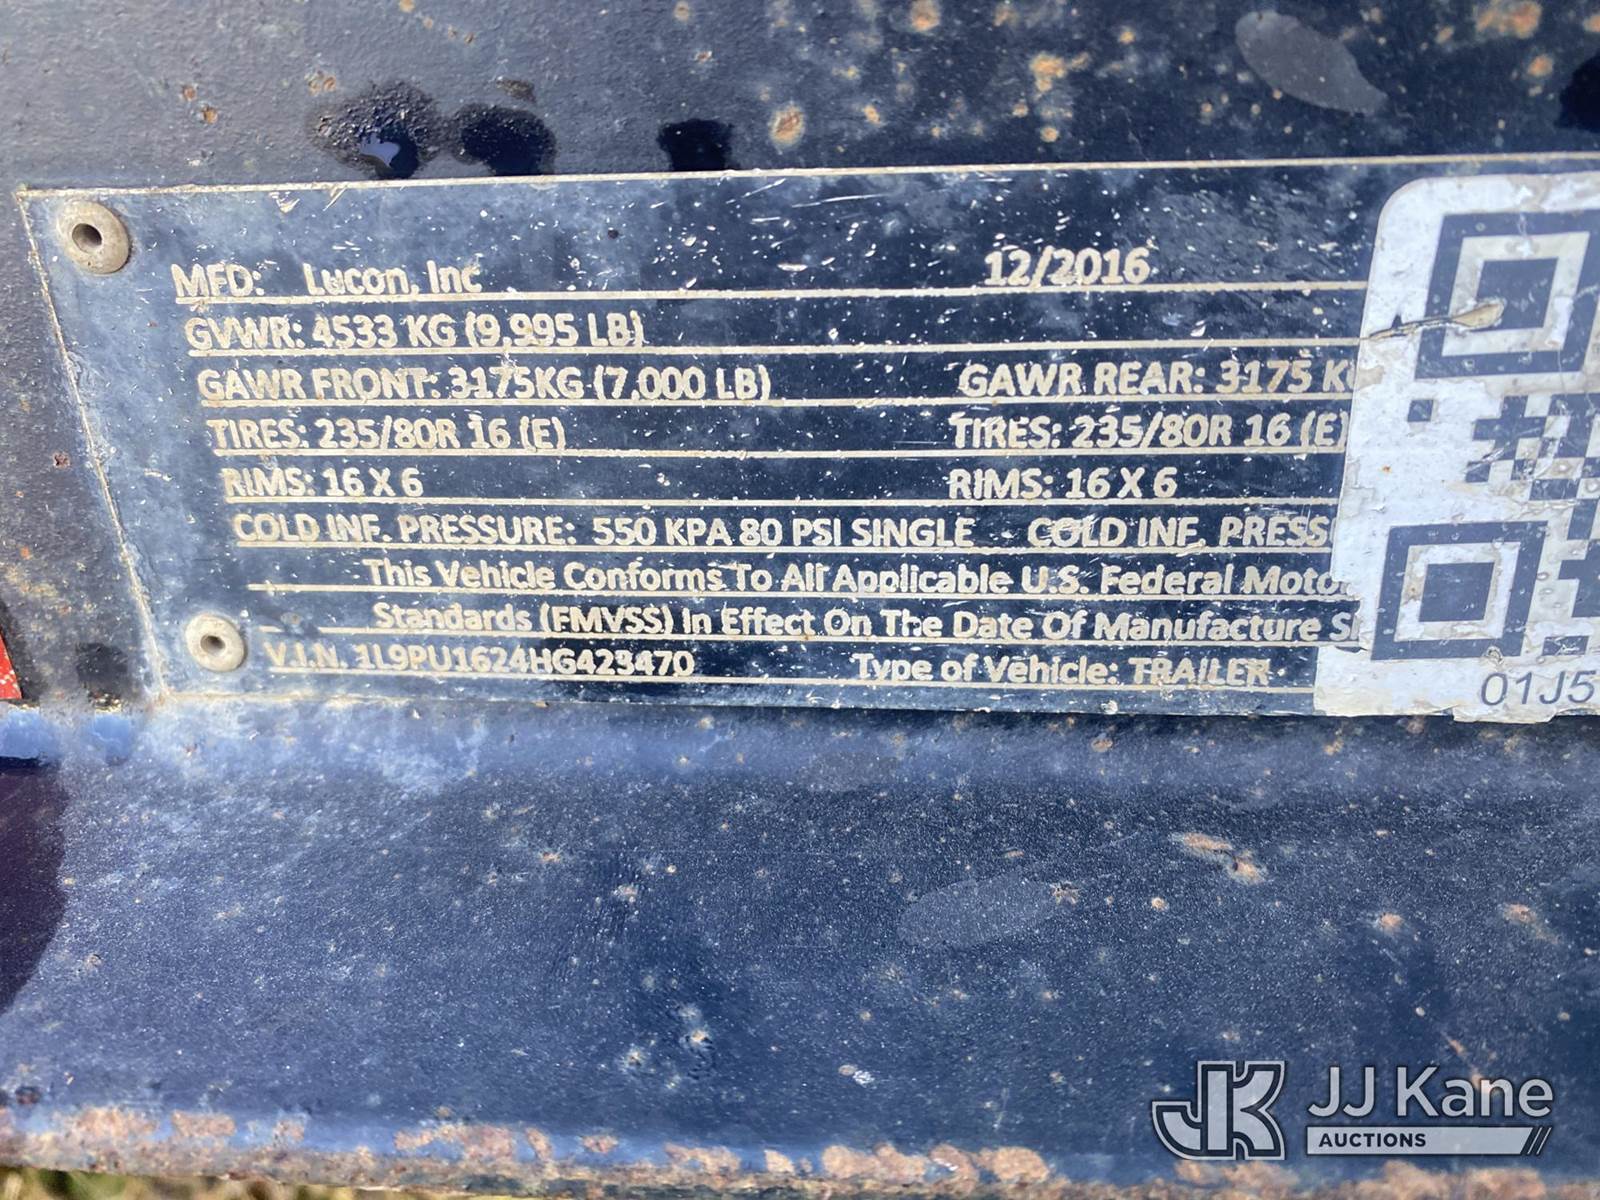 MFD: Lucon, Inc 12/2016
GVWR: 4533 KG (9,995 LB)
GAWR FRONT: 3175KG (7,000 LB) GAWR REAR: 3175 K
TIRES: 235/80R 16 (E) TIRES: 235/80R 16 (E)
RIMS: 16 X 6 RIMS: 16 X 6
COLD INF. PRESSURE: 550 KPA 80 PSI SINGLE COLD INF. PRESS
This Vehicle Conforms To All Applicable U.S. Federal Moto
Standards (FMVSS) In Effect On The Date Of Manufacture S
V.I.N. 1L9PU1624HG423470 Type of Vehicle: TRAILER
01J5
JK JJ Kane
AUCTIONS